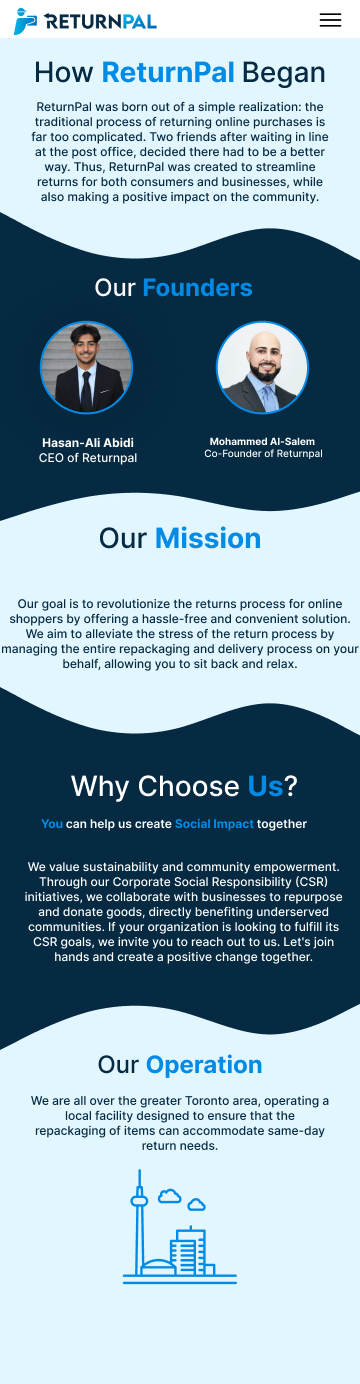 RETURNPAL
How ReturnPal Began
ReturnPal was born out of a simple realization: the
traditional process of returning online purchases is
far too complicated. Two friends after waiting in line
at the post office, decided there had to be a better
way. Thus, ReturnPal was created to streamline
returns for both consumers and businesses, while
also making a positive impact on the community.
Our Founders
Hasan-Ali Abidi
CEO of Returnpal
Mohammed Al-Salem
Co-Founder of Returnpal
Our Mission
Our goal is to revolutionize the returns process for online
shoppers by offering a hassle-free and convenient solution.
We aim to alleviate the stress of the return process by
managing the entire repackaging and delivery process on your
behalf, allowing you to sit back and relax.
Why Choose Us?
You can help us create Social Impact together
We value sustainability and community empowerment.
Through our Corporate Social Responsibility (CSR)
initiatives, we collaborate with businesses to repurpose
and donate goods, directly benefiting underserved
communities. If your organization is looking to fulfill its
CSR goals, we invite you to reach out to us. Let's join
hands and create a positive change together.
Our Operation
We are all over the greater Toronto area, operating a
local facility designed to ensure that the
repackaging of items can accommodate same-day
return needs.